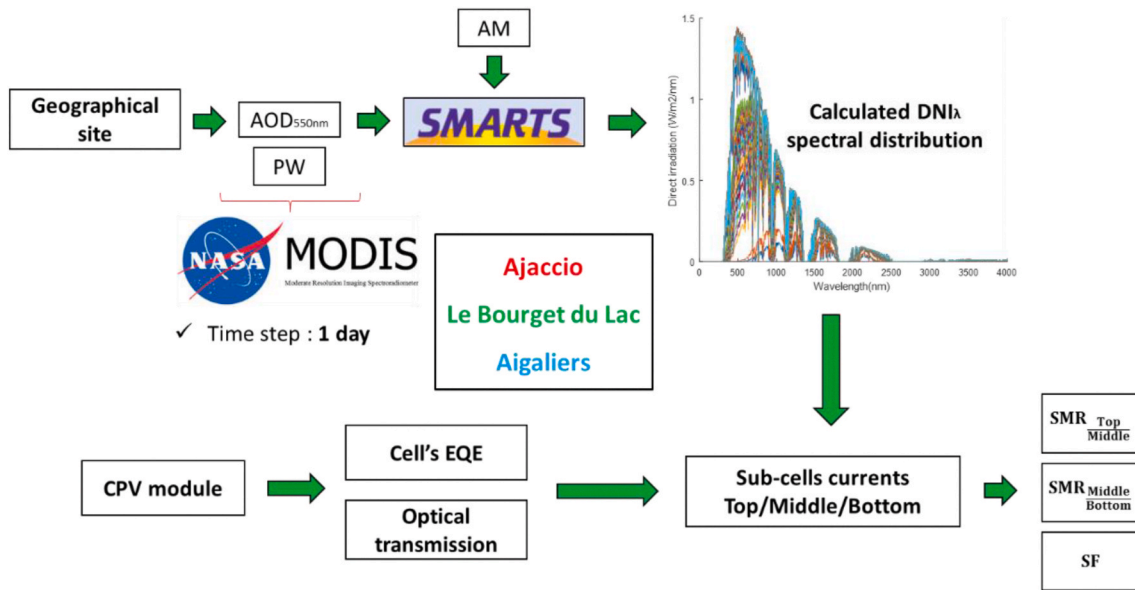 AM
Geographical
site
AOD550nm
SMARTS
PW
NASA
MODIS
Moderate Resolution Imaging Spectroradiometer
✓ Time step : 1 day
Direct irradiation (W/m2/nm)
1.5
1
0.5
0
0 500 1000 1500 2000 2500 3000 3500 4000
Wavelength(nm)
Calculated DNIλ
spectral distribution
Ajaccio
Le Bourget du Lac
Aigaliers
CPV module
Cell's EQE
Optical
transmission
Sub-cells currents
Top/Middle/Bottom
SMR Top
Middle
SMR Middle
Bottom
SF